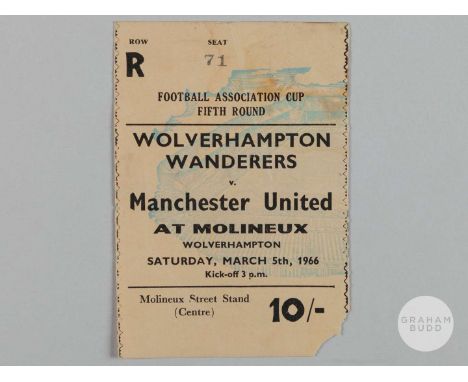 ROW SEAT
R 71
FOOTBALL ASSOCIATION CUP
FIFTH ROUND
WOLVERHAMPTON
WANDERERS
v.
Manchester United
AT MOLINEUX
WOLVERHAMPTON
SATURDAY, MARCH 5th, 1966
Kick-off 3 p.m.
Molineux Street Stand
(Centre) 10/-
GRAHAM
BUDD